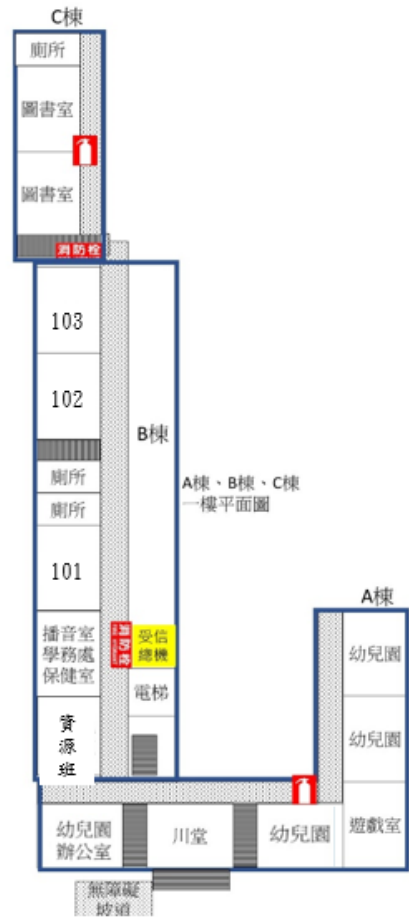 C棟
廁所
圖書室
圖書室
消防栓
103
102
B棟
廁所
廁所
A棟、B棟、C棟
一樓平面圖
101
A棟
播音室
學務處
保健室
消防栓
受信
總機
幼兒園
電梯
資
源
班
幼兒園
幼兒園
辦公室
川堂
幼兒園
遊戲室
無障礙
坡道